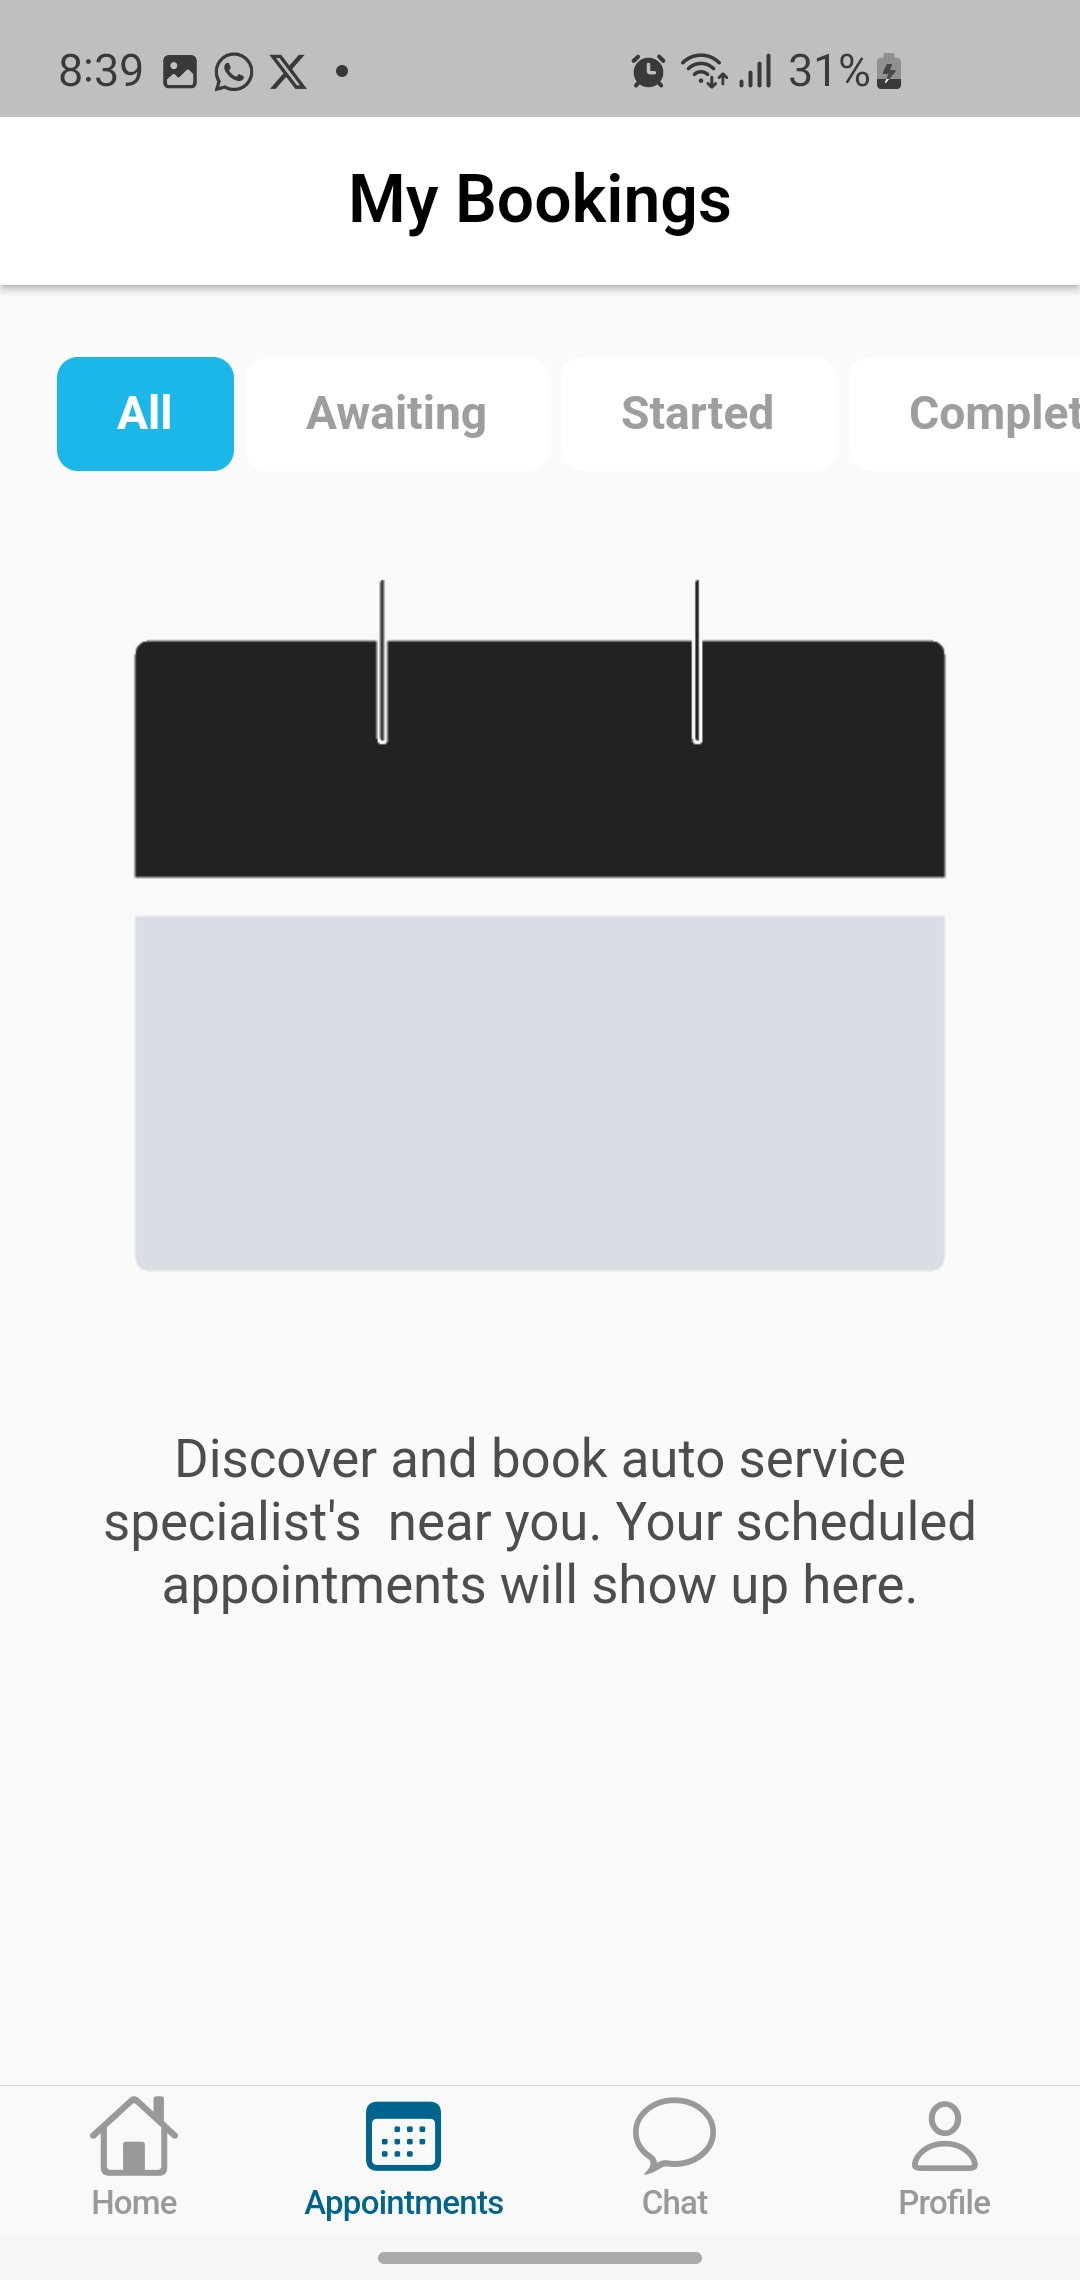 8:39
31%
My Bookings
All
Awaiting
Started
Complet
Discover and book auto service
specialist's  near you. Your scheduled
appointments will show up here.
Home
Appointments
Chat
Profile